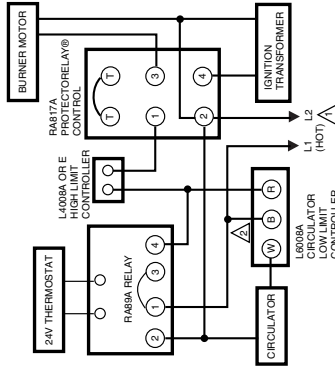 24V THERMOSTAT
L4008A OR E
HIGH LIMIT
CONTROLLER
RA817A
PROTECTORELAY®
CONTROL
BURNER MOTOR
RA89A RELAY
T
T
2
1
3
4
1
3
2
4
2
CIRCULATOR
W
B
R
L6008A
CIRCULATOR
LOW LIMIT
CONTROLLER
L1
(HOT)
L2
1
IGNITION
TRANSFORMER